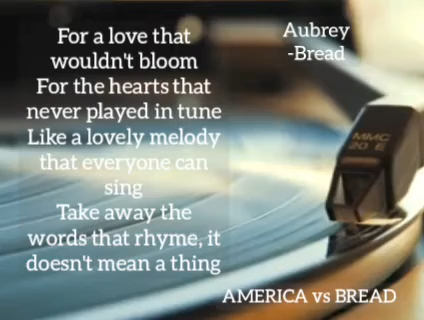 For a love that
wouldn't bloom
For the hearts that
never played in tune
Like a lovely melody
that everyone can
sing
Take away the
words that rhyme, it
doesn't mean a thing
Aubrey
-Bread
MMC
20 E
AMERICA vs BREAD